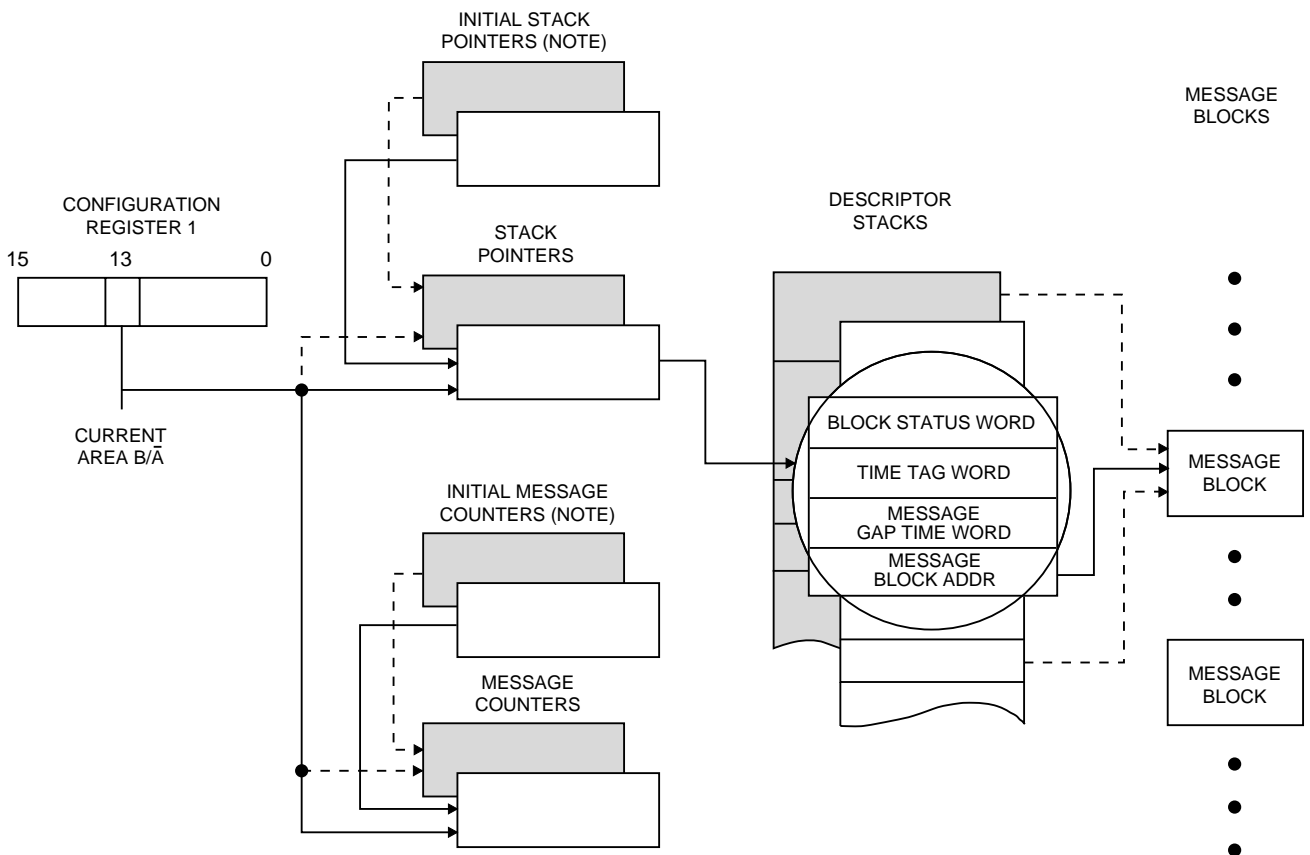 INITIAL STACK
POINTERS (NOTE)
MESSAGE
BLOCKS
CONFIGURATION
REGISTER 1
15 13 0
STACK
POINTERS
DESCRIPTOR
STACKS
CURRENT
AREA B/A̅
BLOCK STATUS WORD
TIME TAG WORD
MESSAGE
GAP TIME WORD
MESSAGE
BLOCK ADDR
MESSAGE
BLOCK
INITIAL MESSAGE
COUNTERS (NOTE)
MESSAGE
COUNTERS
MESSAGE
BLOCK